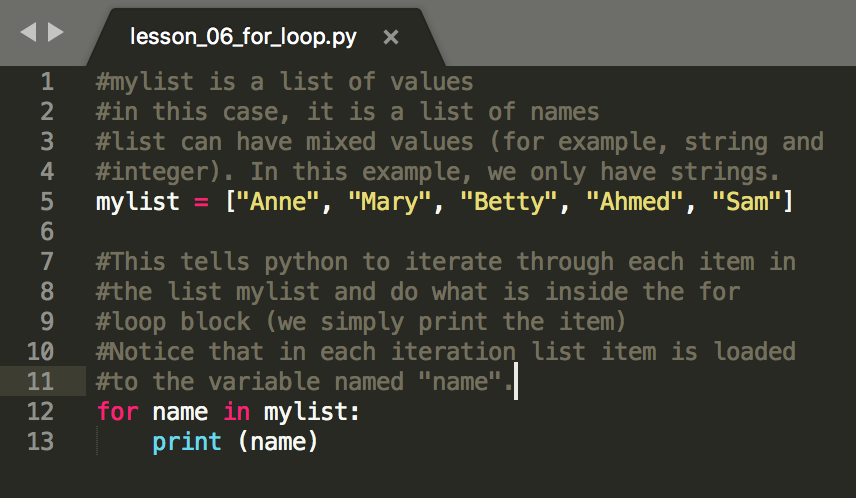 lesson_06_for_loop.py ×
1 #mylist is a list of values
2 #in this case, it is a list of names
3 #list can have mixed values (for example, string and
4 #integer). In this example, we only have strings.
5 mylist = ["Anne", "Mary", "Betty", "Ahmed", "Sam"]
6
7 #This tells python to iterate through each item in
8 #the list mylist and do what is inside the for
9 #loop block (we simply print the item)
10 #Notice that in each iteration list item is loaded
11 #to the variable named "name".
12 for name in mylist:
13     print (name)